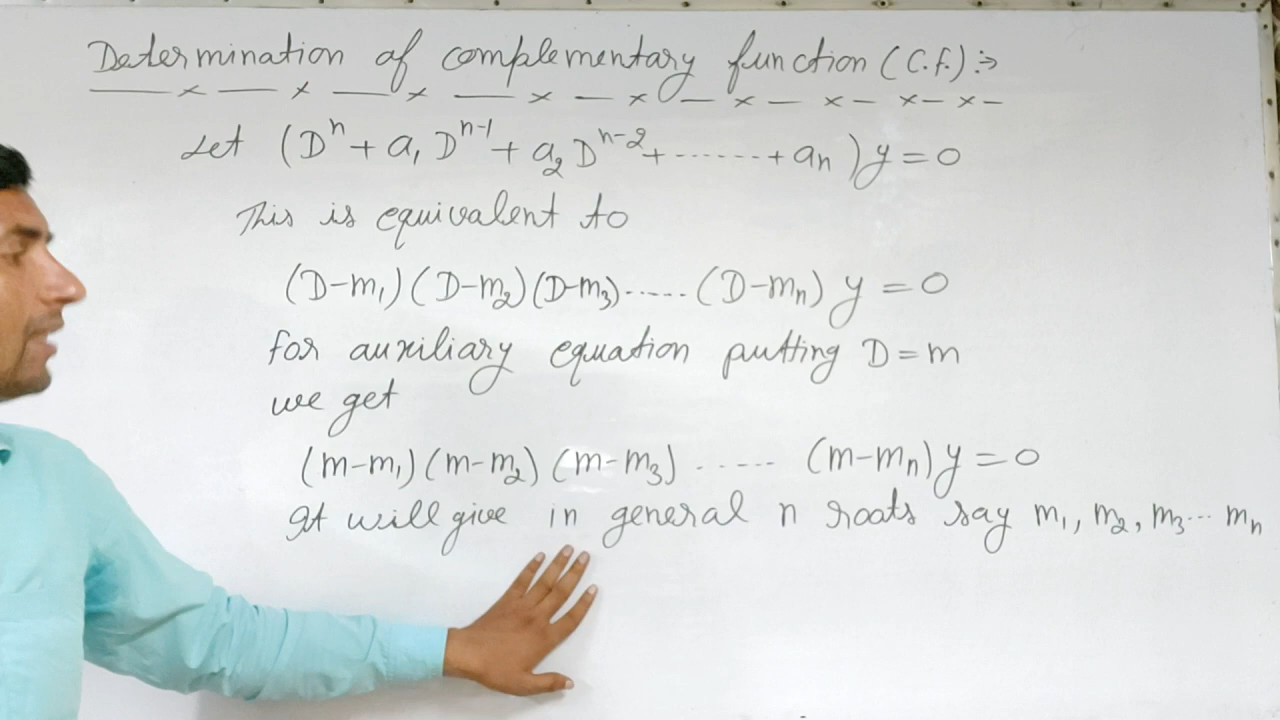 Determination of complementary function (C.f.) :->
Let (Dⁿ + a₁ Dⁿ⁻¹ + a₂ Dⁿ⁻² + ....... + aₙ) y = 0
This is equivalent to
(D-m₁) (D-m₂) (D-m₃)...... (D-mₙ) y = 0
for auxiliary equation putting D = m
we get
(m-m₁) (m-m₂) (m-m₃) ...... (m-mₙ) y = 0
It will give in general n roots say m₁, m₂, m₃... mₙ